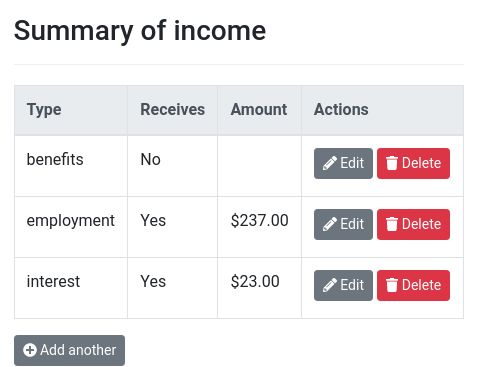 Summary of income
Type Receives Amount Actions
benefits No Edit Delete
employment Yes $237.00 Edit Delete
interest Yes $23.00 Edit Delete
Add another